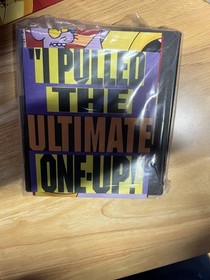 "I PULLED
THE
ULTIMATE
ONE-UP!